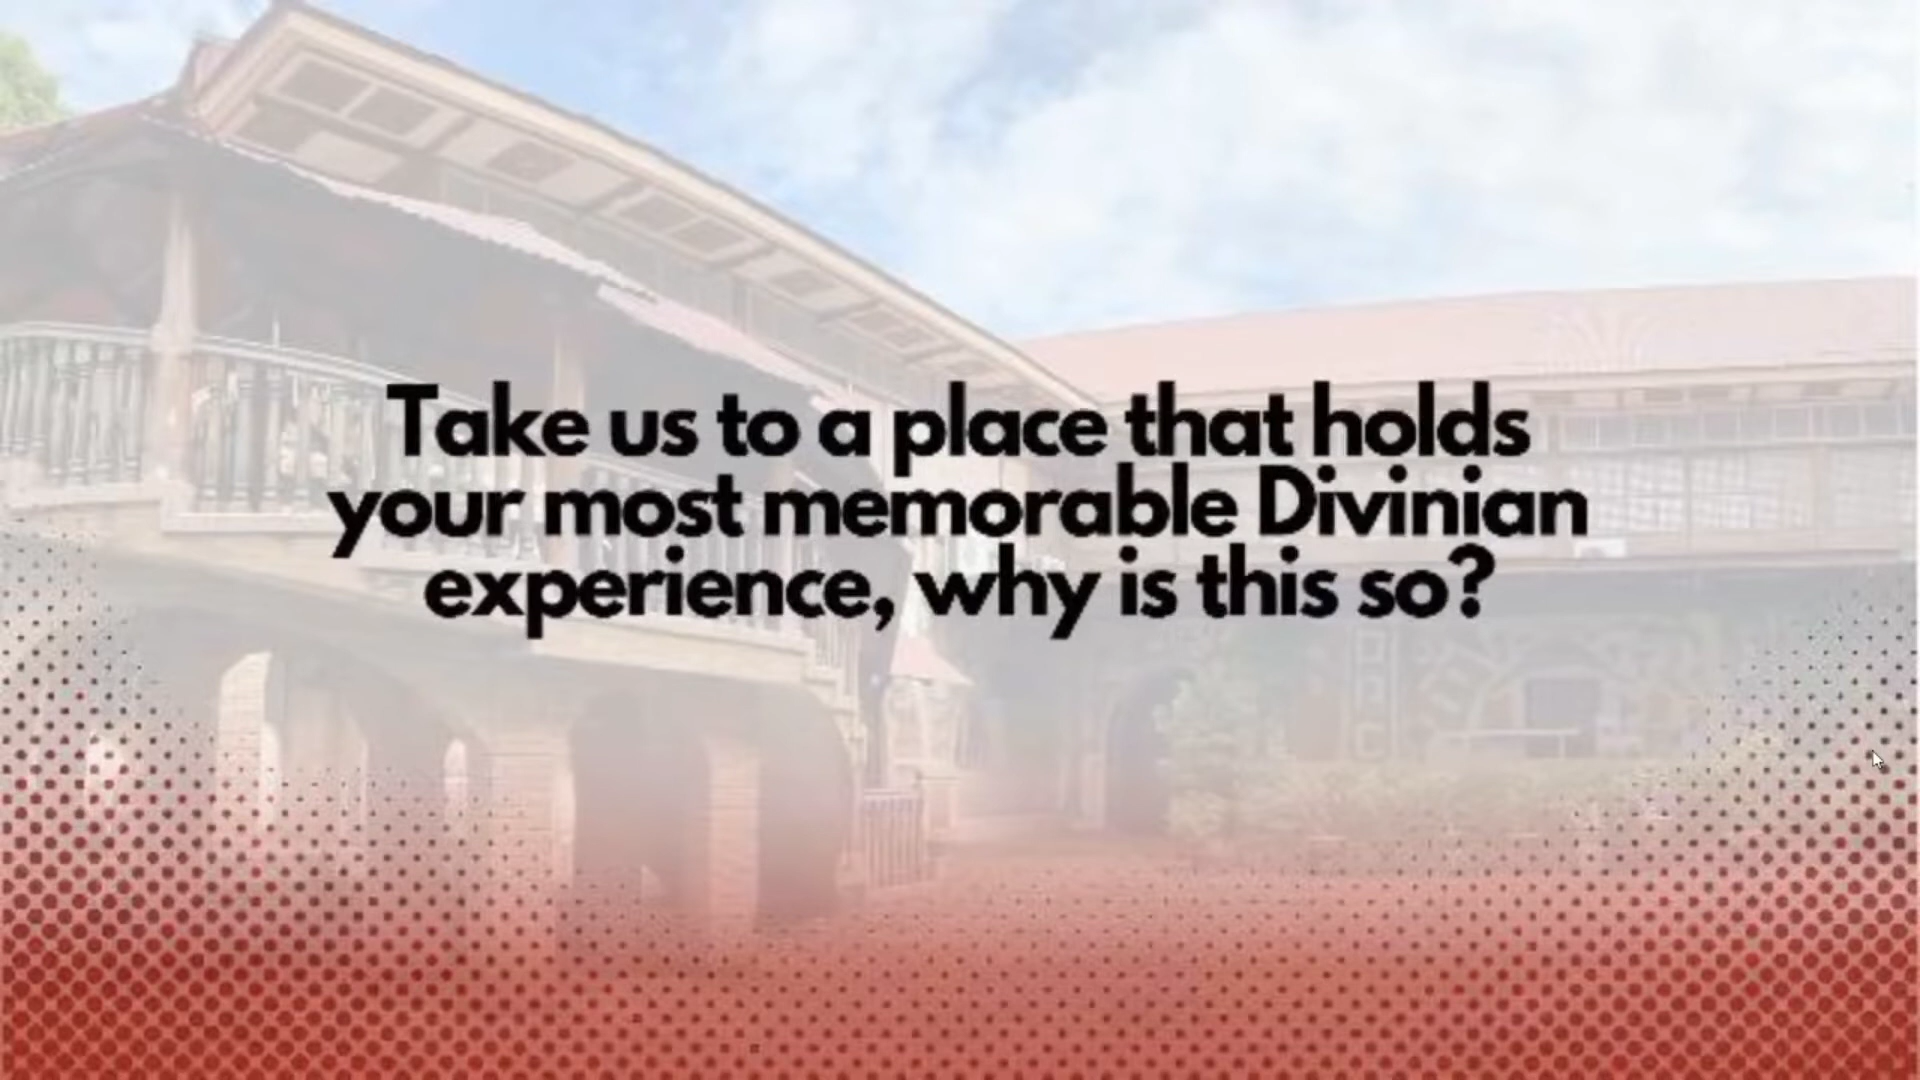 Take us to a place that holds
your most memorable Divinian
experience, why is this so?